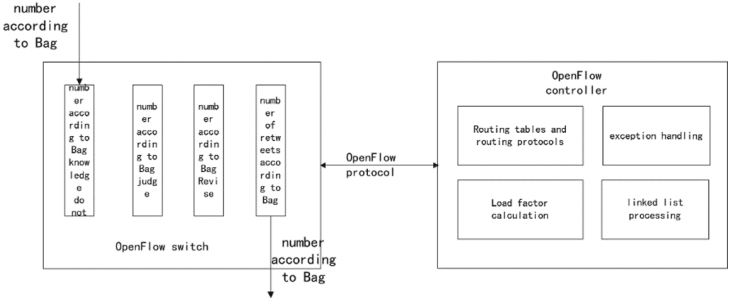 number
according
to Bag
numb
er
acco
rdin
g to
Bag
know
ledg
e
do
not
numb
er
acco
rdin
g to
Bag
judg
e
numb
er
acco
rdin
g to
Bag
Revi
se
numb
er
of
retw
eets
acco
rdin
g to
Bag
OpenFlow switch
number
according
to Bag
OpenFlow
protocol
OpenFlow
controller
Routing tables and
routing protocols
exception handling
Load factor
calculation
linked list
processing